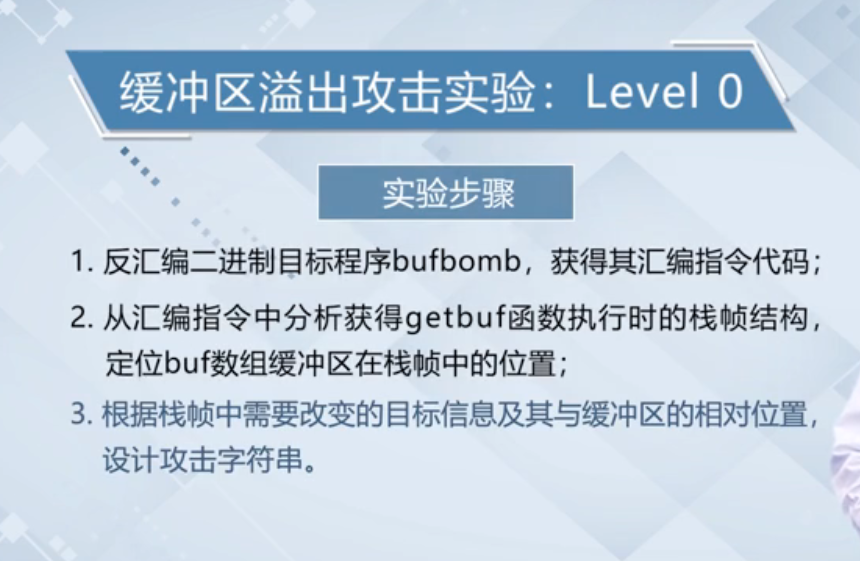 缓冲区溢出攻击实验：Level 0
实验步骤
1. 反汇编二进制目标程序bufbomb，获得其汇编指令代码；
2. 从汇编指令中分析获得getbuf函数执行时的栈帧结构，
定位buf数组缓冲区在栈帧中的位置；
3. 根据栈帧中需要改变的目标信息及其与缓冲区的相对位置，
设计攻击字符串。